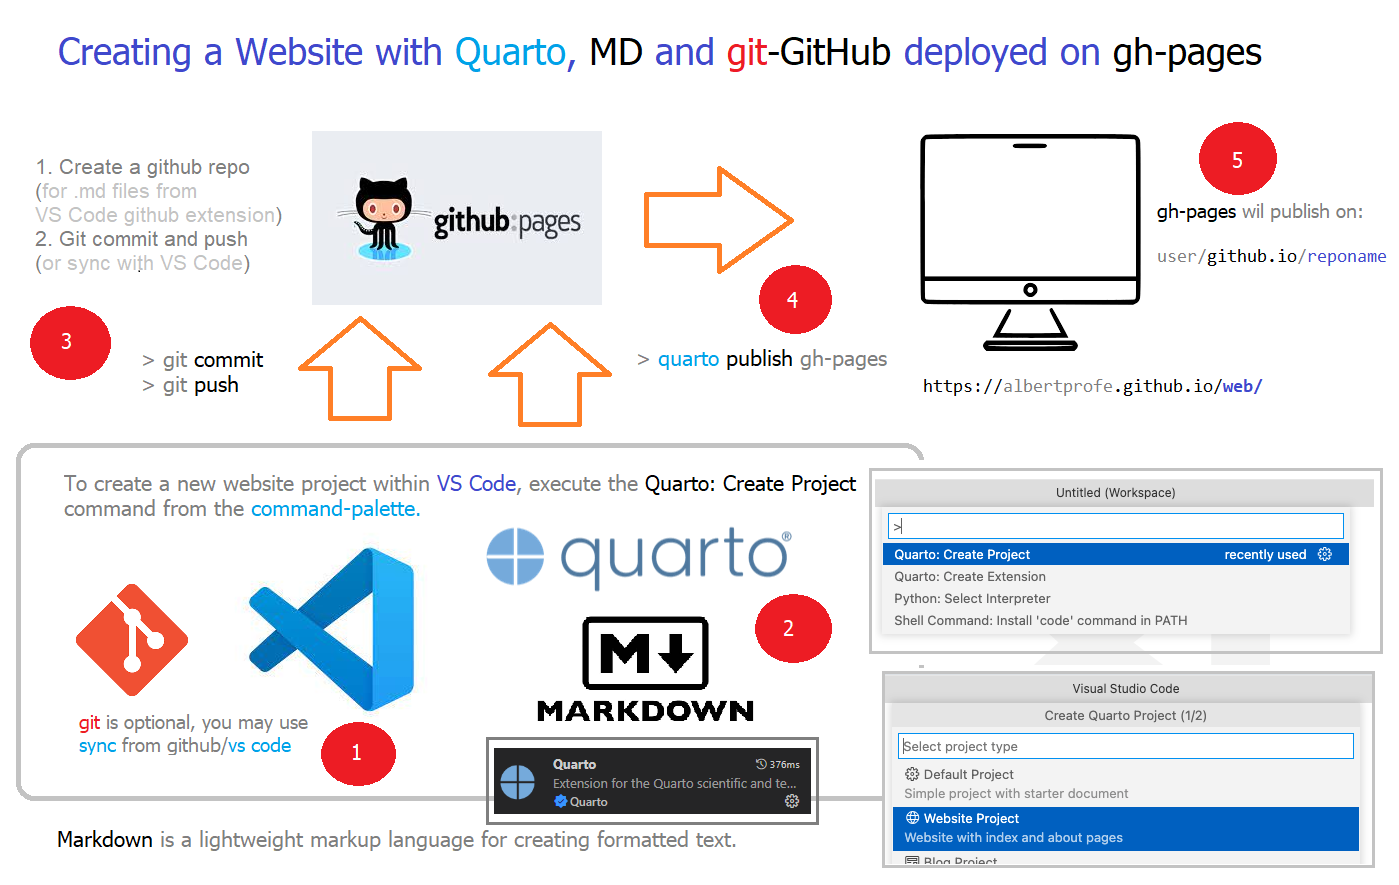 Creating a Website with Quarto, MD and git-GitHub deployed on gh-pages
1. Create a github repo
(for .md files from
VS Code github extension)
2. Git commit and push
(or sync with VS Code)
github:pages
3
> git commit
> git push
4
> quarto publish gh-pages
5
gh-pages wil publish on:
user/github.io/reponame
https://albertprofe.github.io/web/
To create a new website project within VS Code, execute the Quarto: Create Project
command from the command-palette.
quarto®
2
M
MARKDOWN
git is optional, you may use
sync from github/vs code
1
Quarto 376ms
Extension for the Quarto scientific and te...
Quarto
Markdown is a lightweight markup language for creating formatted text.
Untitled (Workspace)
>
Quarto: Create Project recently used
Quarto: Create Extension
Python: Select Interpreter
Shell Command: Install 'code' command in PATH
Visual Studio Code
Create Quarto Project (1/2)
Select project type
Default Project
Simple project with starter document
Website Project
Website with index and about pages
Blog Project